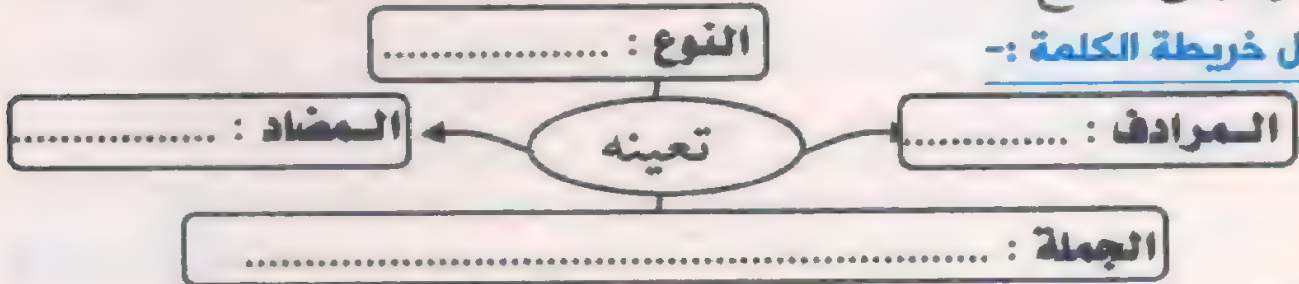 ل خريطة الكلمة :-
النوع : ..................
المرادف : .............
تعينه
المضاد : ................
الجملة : ..........................................................